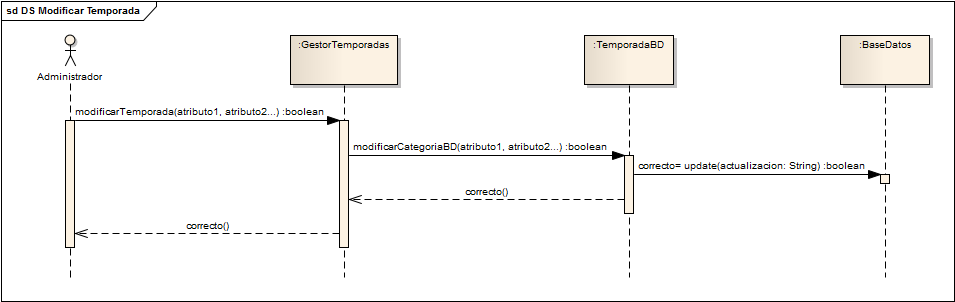 sd DS Modificar Temporada
:GestorTemporadas
:TemporadaBD
:BaseDatos
Administrador
modificarTemporada(atributo1, atributo2...) :boolean
modificarCategoriaBD(atributo1, atributo2...) :boolean
correcto= update(actualizacion: String) :boolean
correcto()
correcto()